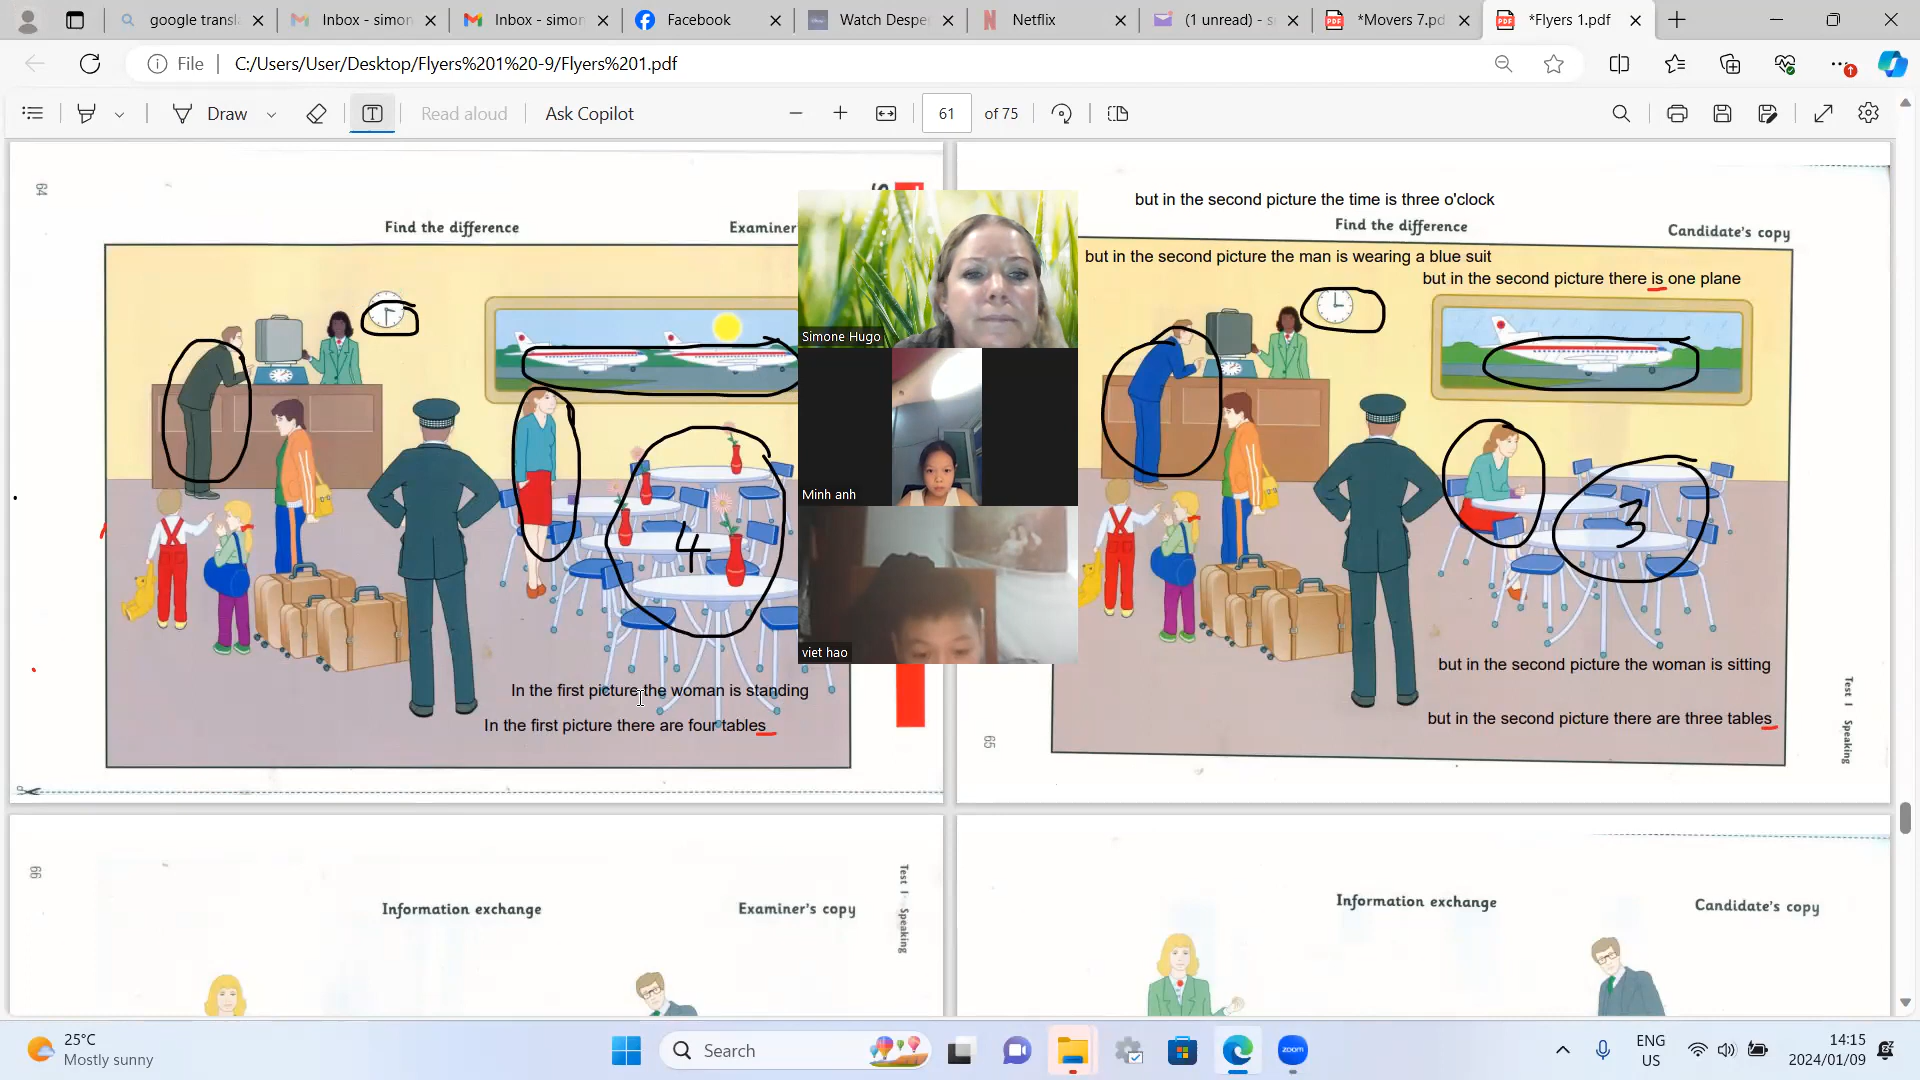 google transl
Inbox - simon
Inbox - simon
Facebook
Watch Despe
Netflix
(1 unread) - s
*Movers 7.pd
*Flyers 1.pdf
File
C:/Users/User/Desktop/Flyers%201%20-9/Flyers%201.pdf
Draw
Read aloud
Ask Copilot
61
of 75
64
Find the difference
Examiner
4
In the first picture the woman is standing
In the first picture there are four tables
Simone Hugo
Minh anh
viet hao
but in the second picture the time is three o'clock
Find the difference
Candidate's copy
but in the second picture the man is wearing a blue suit
but in the second picture there is one plane
3
but in the second picture the woman is sitting
but in the second picture there are three tables
65
Test 1 Speaking
66
Information exchange
Examiner's copy
Test 1 Speaking
Information exchange
Candidate's copy
25°C
Mostly sunny
Search
zoom
ENG
US
14:15
2024/01/09